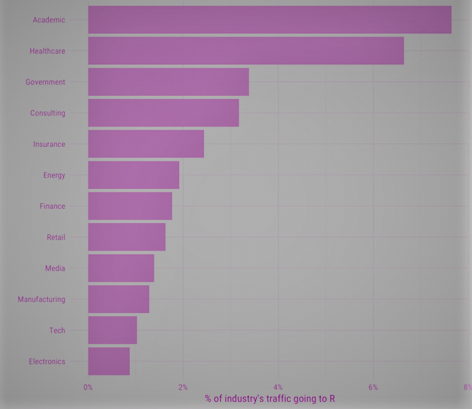 Academic
Healthcare
Government
Consulting
Insurance
Energy
Finance
Retail
Media
Manufacturing
Tech
Electronics
0% 2% 4% 6% 8%
% of industry's traffic going to R